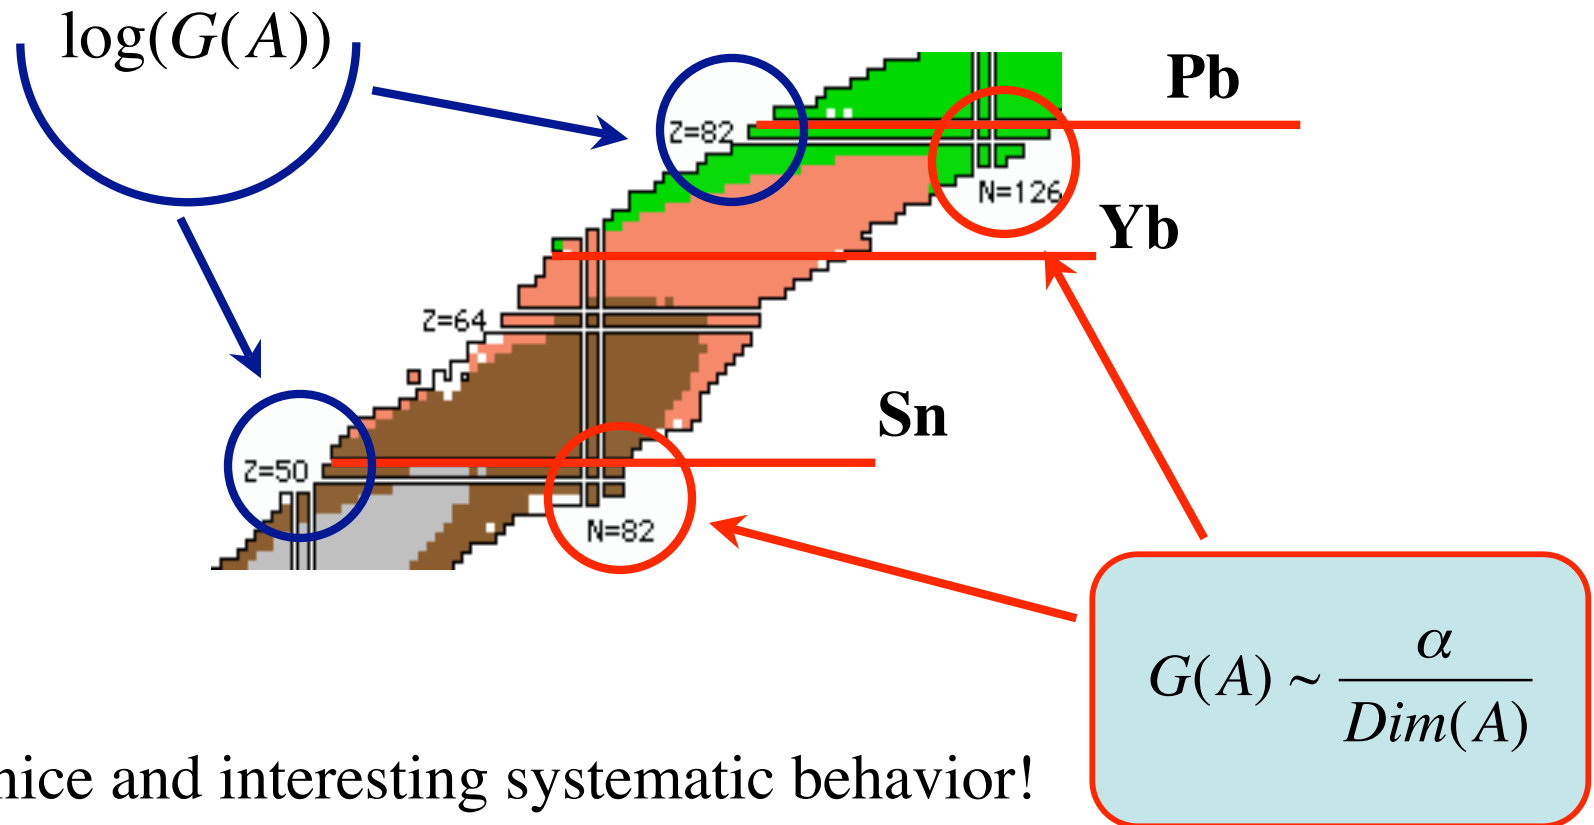 log(G(A))
Pb
Z=82
N=126
Yb
Z=64
Sn
Z=50
N=82
G(A) ~ α / Dim(A)
nice and interesting systematic behavior!